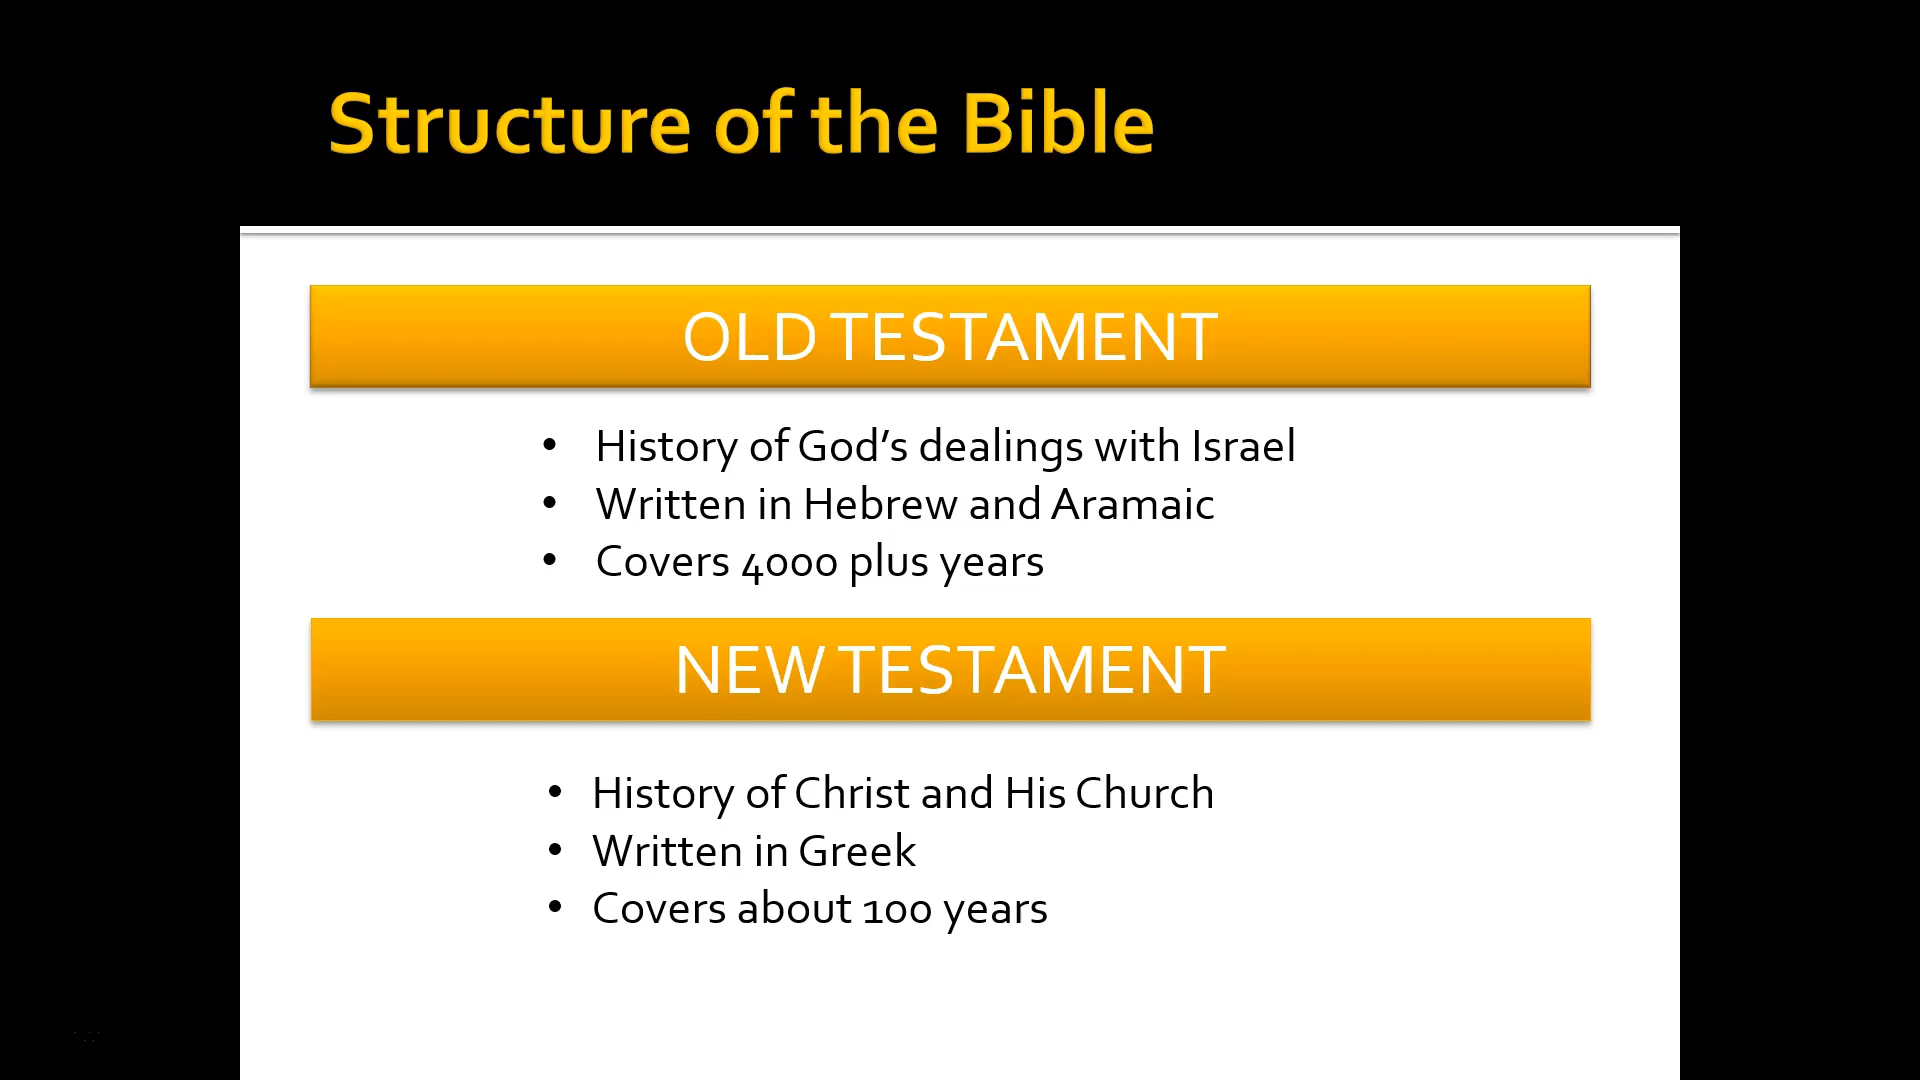 Structure of the Bible
OLD TESTAMENT
• History of God’s dealings with Israel
• Written in Hebrew and Aramaic
• Covers 4000 plus years
NEW TESTAMENT
• History of Christ and His Church
• Written in Greek
• Covers about 100 years